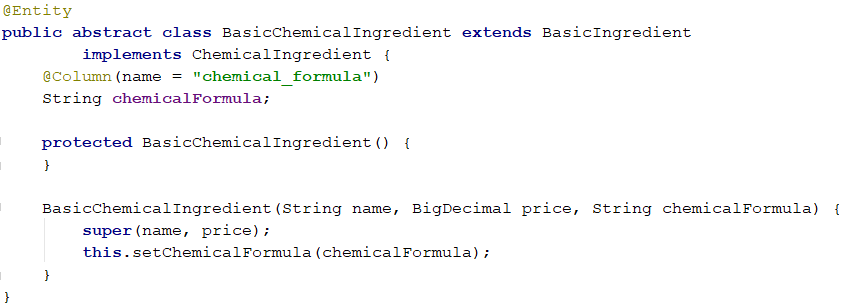 @Entity
public abstract class BasicChemicalIngredient extends BasicIngredient
        implements ChemicalIngredient {
    @Column(name = "chemical_formula")
    String chemicalFormula;

    protected BasicChemicalIngredient() {
    }

    BasicChemicalIngredient(String name, BigDecimal price, String chemicalFormula) {
        super(name, price);
        this.setChemicalFormula(chemicalFormula);
    }
}